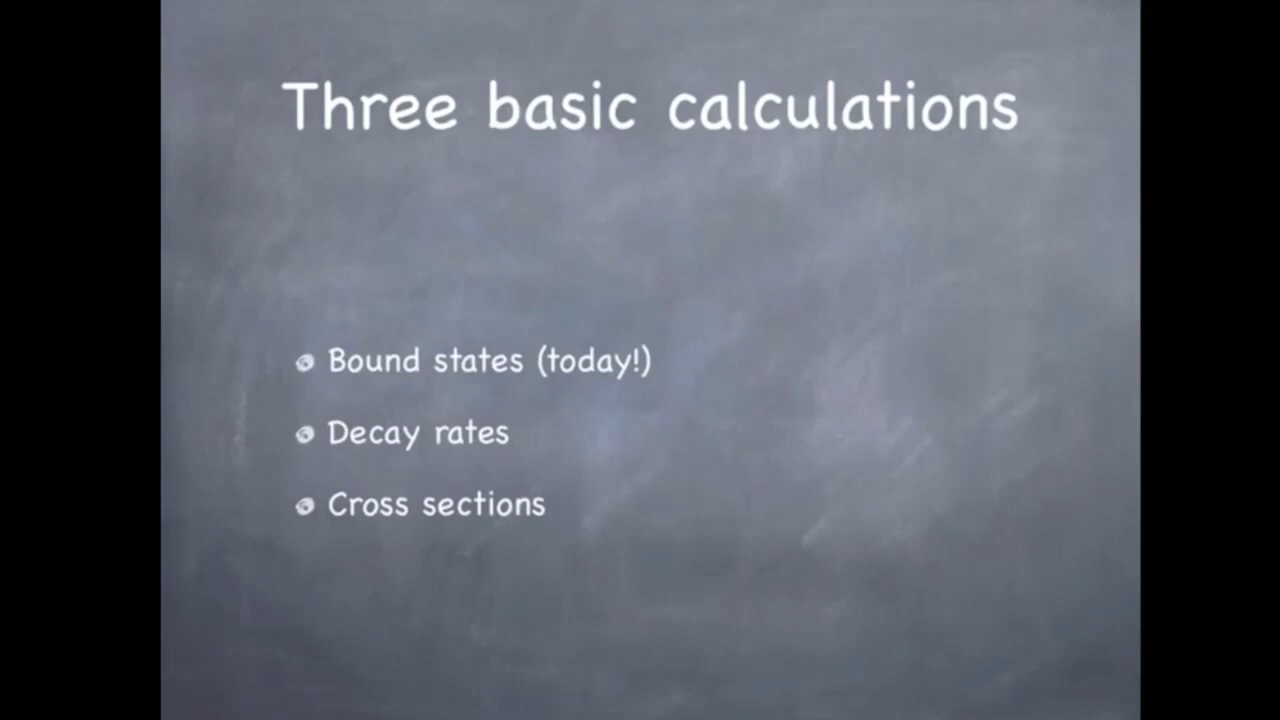 Three basic calculations
Bound states (today!)
Decay rates
Cross sections